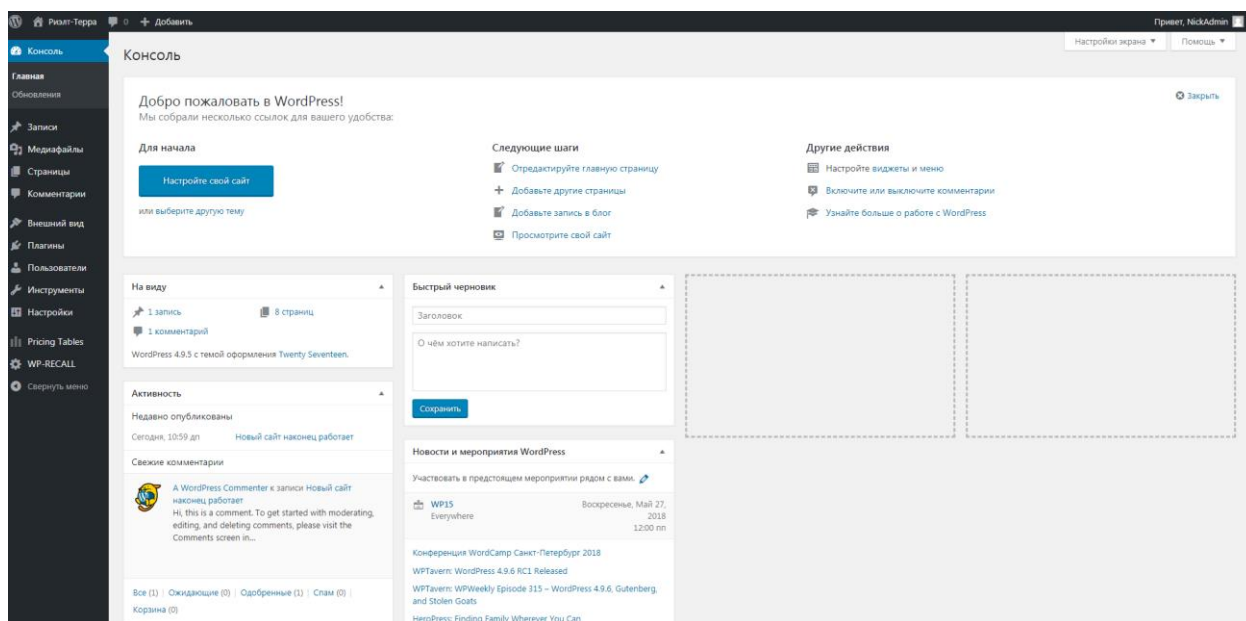 Риэлт-Терра 0 Добавить Привет, NickAdmin
Настройки экрана Помощь
Консоль
Главная
Обновления
Записи
Медиафайлы
Страницы
Комментарии
Внешний вид
Плагины
Пользователи
Инструменты
Настройки
Pricing Tables
WP-RECALL
Свернуть меню
Консоль
Добро пожаловать в WordPress!
Мы собрали несколько ссылок для вашего удобства:
Закрыть
Для начала
Настройте свой сайт
или выберите другую тему
Следующие шаги
Отредактируйте главную страницу
Добавьте другие страницы
Добавьте запись в блог
Просмотрите свой сайт
Другие действия
Настройте виджеты и меню
Включите или выключите комментарии
Узнайте больше о работе с WordPress
На виду
1 запись 8 страниц
1 комментарий
WordPress 4.9.5 с темой оформления Twenty Seventeen.
Активность
Недавно опубликованы
Сегодня, 10:59 дп Новый сайт наконец работает
Свежие комментарии
A WordPress Commenter к записи Новый сайт
наконец работает
Hi, this is a comment. To get started with moderating,
editing, and deleting comments, please visit the
Comments screen in...
Все (1) | Ожидающие (0) | Одобренные (1) | Спам (0) |
Корзина (0)
Быстрый черновик
Заголовок
О чём хотите написать?
Сохранить
Новости и мероприятия WordPress
Участвовать в предстоящем мероприятии рядом с вами.
WP15 Воскресенье, Май 27,
Everywhere 2018
12:00 пп
Конференция WordCamp Санкт-Петербург 2018
WPTavern: WordPress 4.9.6 RC1 Released
WPTavern: WPWeekly Episode 315 – WordPress 4.9.6, Gutenberg,
and Stolen Goats
HeroPress: Finding Family Wherever You Can